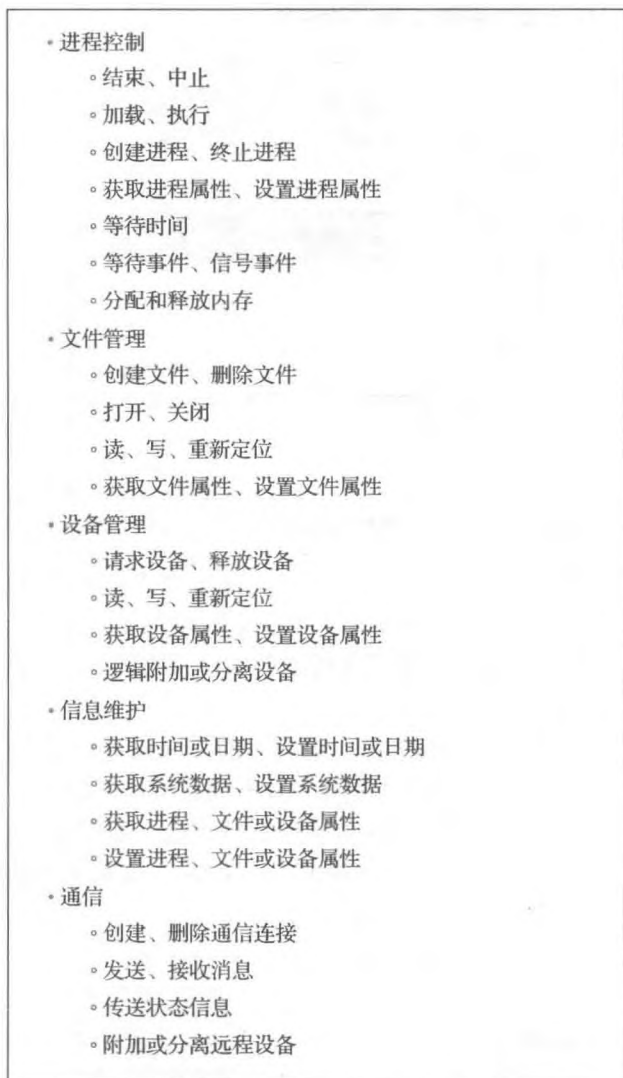 • 进程控制
◦ 结束、中止
◦ 加载、执行
◦ 创建进程、终止进程
◦ 获取进程属性、设置进程属性
◦ 等待时间
◦ 等待事件、信号事件
◦ 分配和释放内存
• 文件管理
◦ 创建文件、删除文件
◦ 打开、关闭
◦ 读、写、重新定位
◦ 获取文件属性、设置文件属性
• 设备管理
◦ 请求设备、释放设备
◦ 读、写、重新定位
◦ 获取设备属性、设置设备属性
◦ 逻辑附加或分离设备
• 信息维护
◦ 获取时间或日期、设置时间或日期
◦ 获取系统数据、设置系统数据
◦ 获取进程、文件或设备属性
◦ 设置进程、文件或设备属性
• 通信
◦ 创建、删除通信连接
◦ 发送、接收消息
◦ 传送状态信息
◦ 附加或分离远程设备